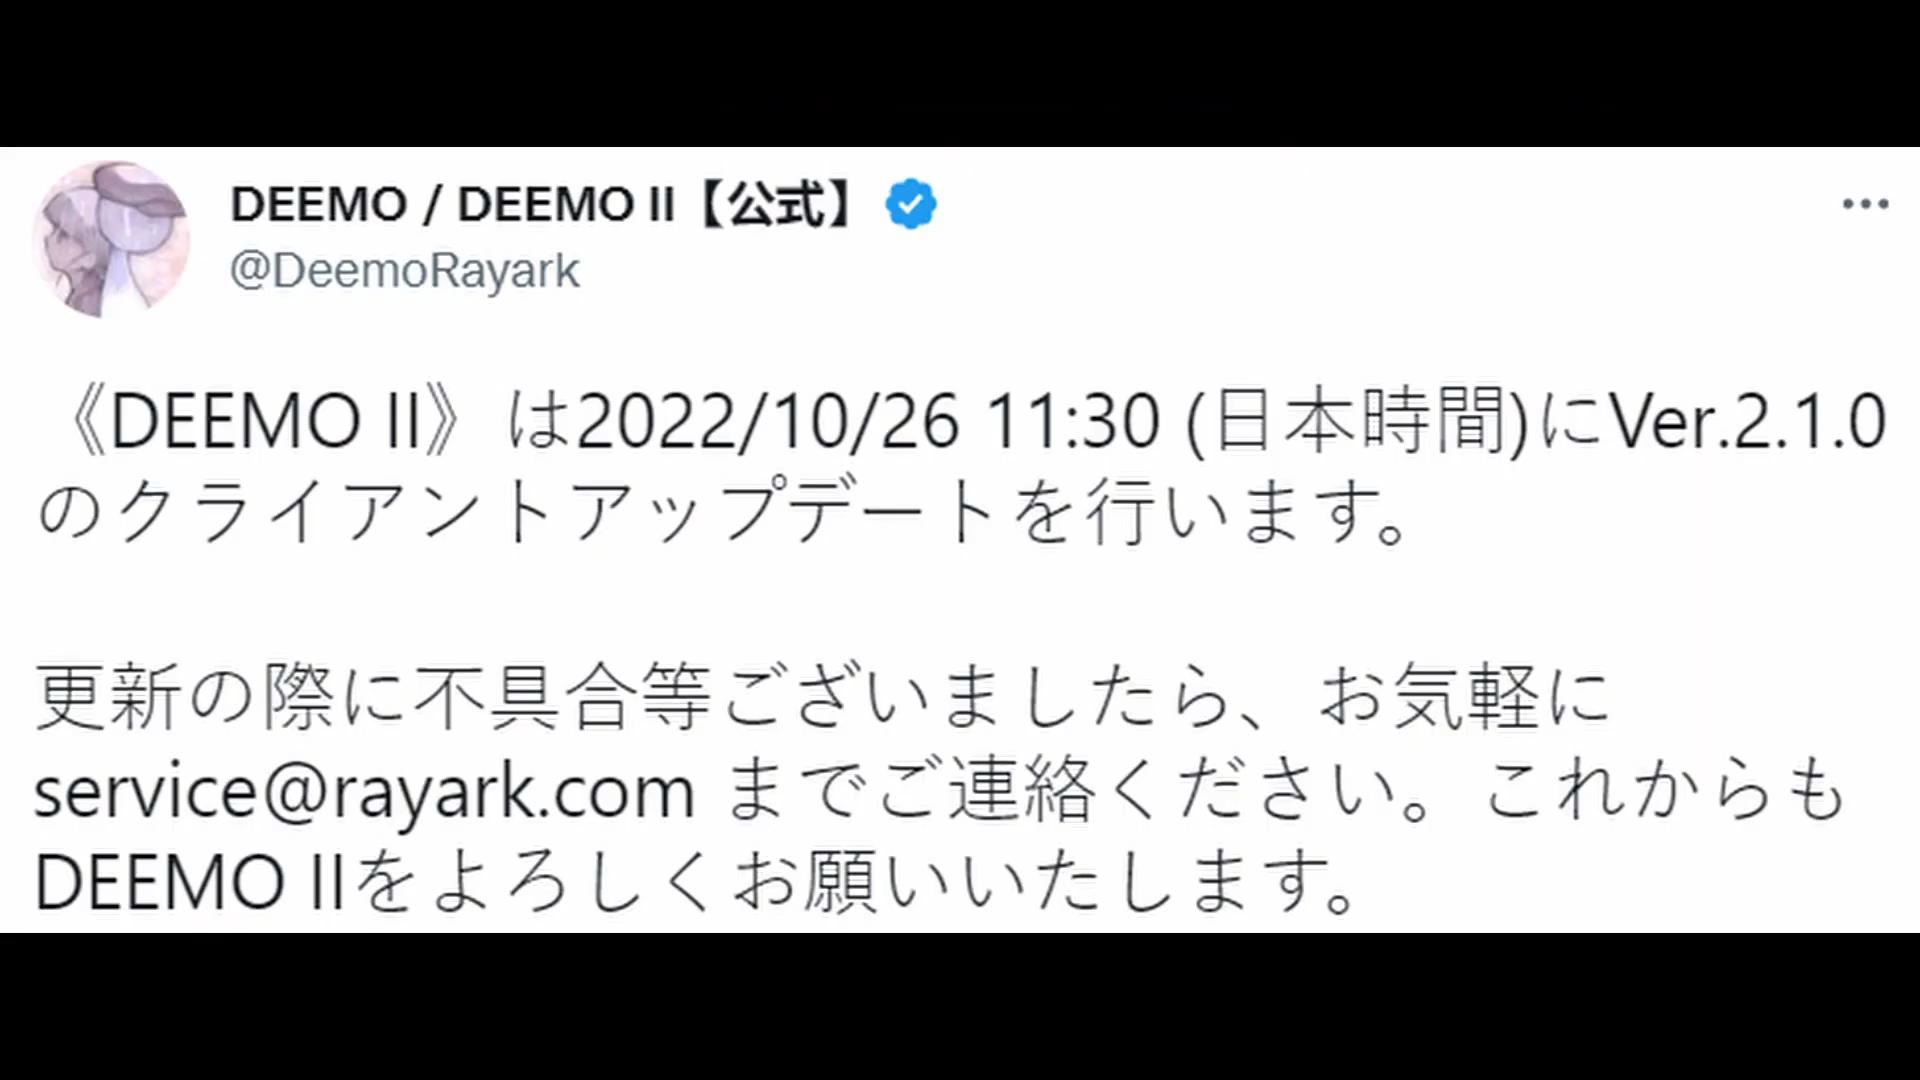 DEEMO / DEEMO II【公式】
@DeemoRayark
《DEEMO II》 は2022/10/26 11:30 (日本時間)にVer.2.1.0
のクライアントアップデートを行います。
更新の際に不具合等ございましたら、お気軽に
service@rayark.com までご連絡ください。これからも
DEEMO IIをよろしくお願いいたします。